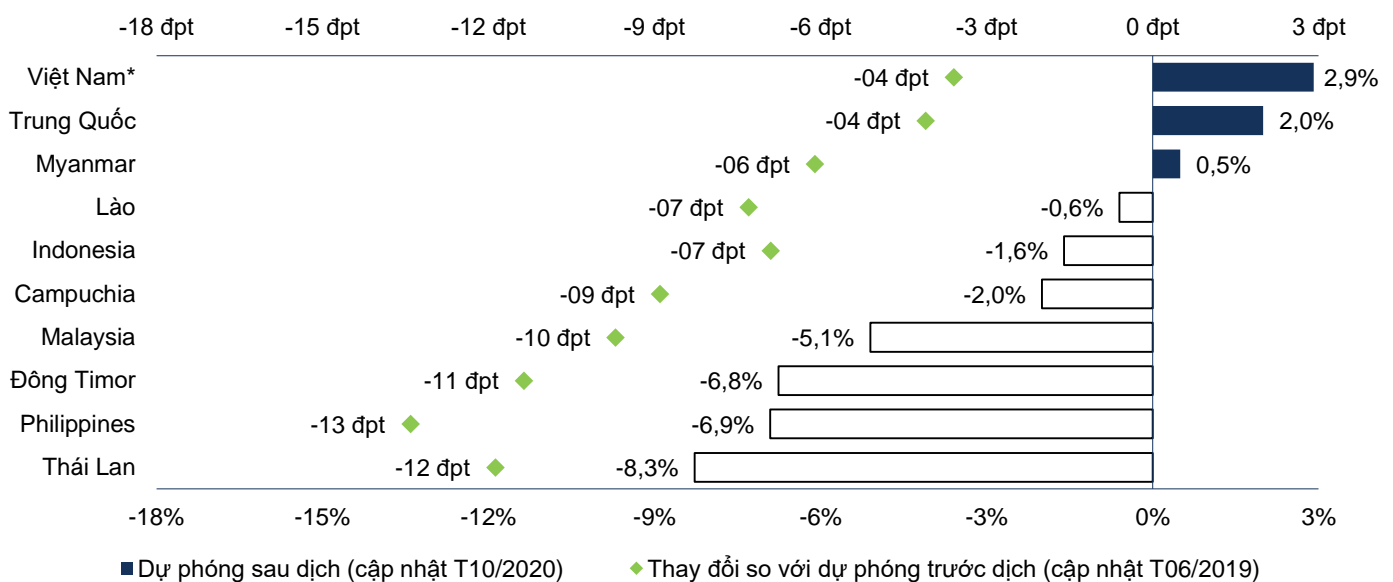 -18 đpt -15 đpt -12 đpt -9 đpt -6 đpt -3 đpt 0 đpt 3 đpt
Việt Nam* -04 đpt 2,9%
Trung Quốc -04 đpt 2,0%
Myanmar -06 đpt 0,5%
Lào -07 đpt -0,6%
Indonesia -07 đpt -1,6%
Campuchia -09 đpt -2,0%
Malaysia -10 đpt -5,1%
Đông Timor -11 đpt -6,8%
Philippines -13 đpt -6,9%
Thái Lan -12 đpt -8,3%
-18% -15% -12% -9% -6% -3% 0% 3%
Dự phóng sau dịch (cập nhật T10/2020) Thay đổi so với dự phóng trước dịch (cập nhật T06/2019)